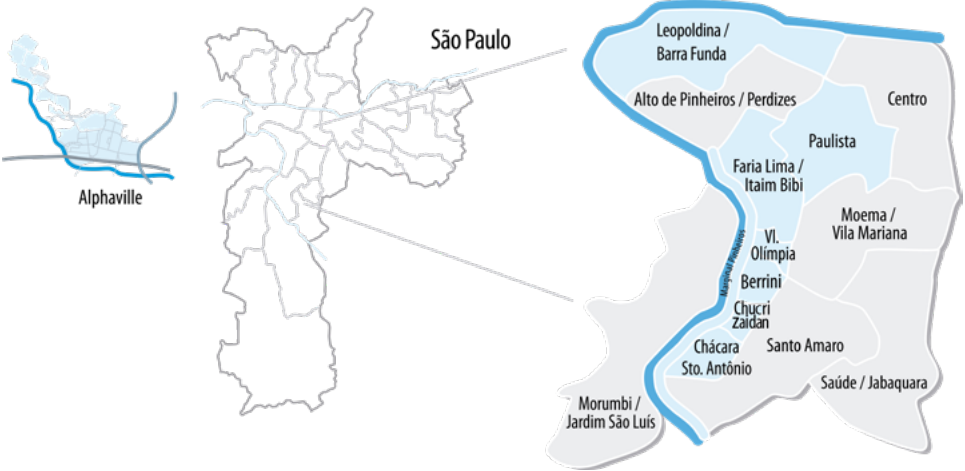 São Paulo
Alphaville
Leopoldina /
Barra Funda
Alto de Pinheiros / Perdizes
Centro
Paulista
Faria Lima /
Itaim Bibi
Moema /
Vila Mariana
Marginal Pinheiros
Vl.
Olímpia
Berrini
Chucri
Zaidan
Chácara
Sto. Antônio
Santo Amaro
Saúde / Jabaquara
Morumbi /
Jardim São Luís